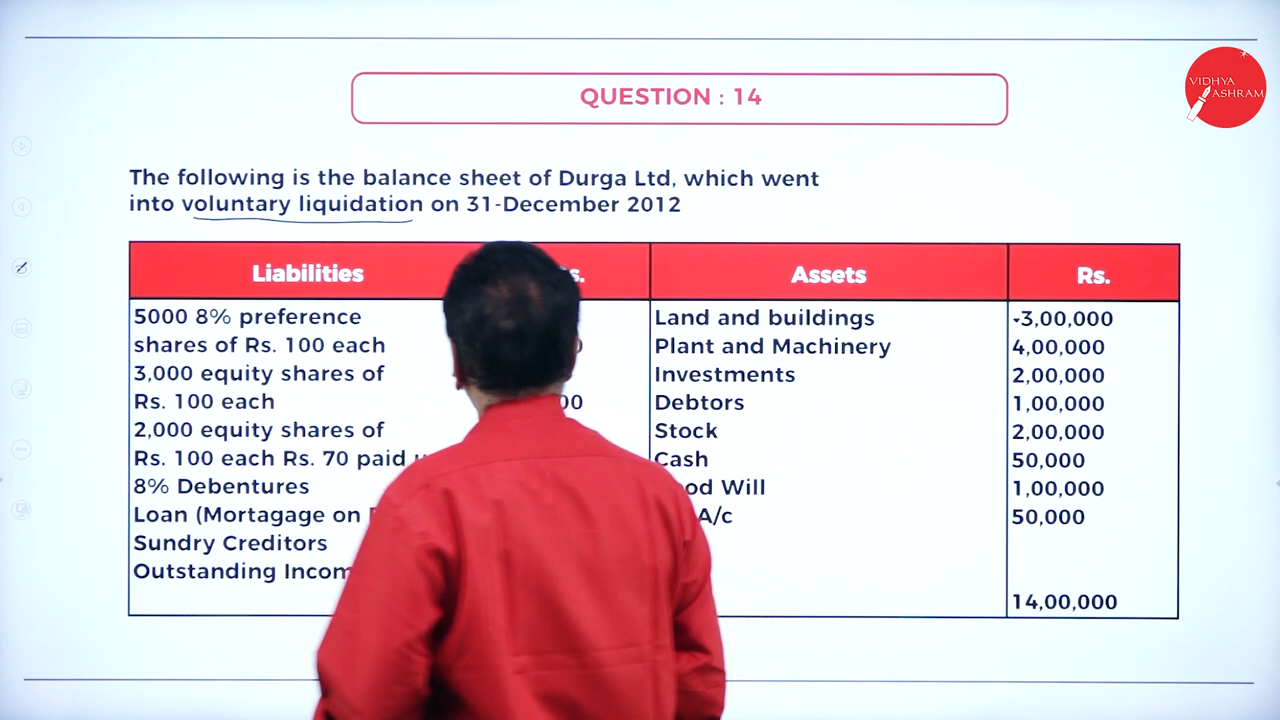 QUESTION : 14
VIDHYA
ASHRAM
The following is the balance sheet of Durga Ltd, which went
into voluntary liquidation on 31-December 2012
Liabilities Assets Rs.
5000 8% preference Land and buildings 3,00,000
shares of Rs. 100 each Plant and Machinery 4,00,000
3,000 equity shares of Investments 2,00,000
Rs. 100 each Debtors 1,00,000
2,000 equity shares of Stock 2,00,000
Rs. 100 each Rs. 70 paid Cash 50,000
8% Debentures Will 1,00,000
Loan (Mortagage on A/c 50,000
Sundry Creditors
Outstanding
14,00,000